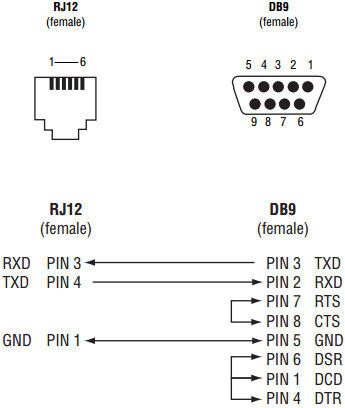 RJ12 DB9
(female) (female)
1 6 5 4 3 2 1
9 8 7 6
RJ12 DB9
(female) (female)
RXD PIN 3 PIN 3 TXD
TXD PIN 4 PIN 2 RXD
PIN 7 RTS
PIN 8 CTS
GND PIN 1 PIN 5 GND
PIN 6 DSR
PIN 1 DCD
PIN 4 DTR